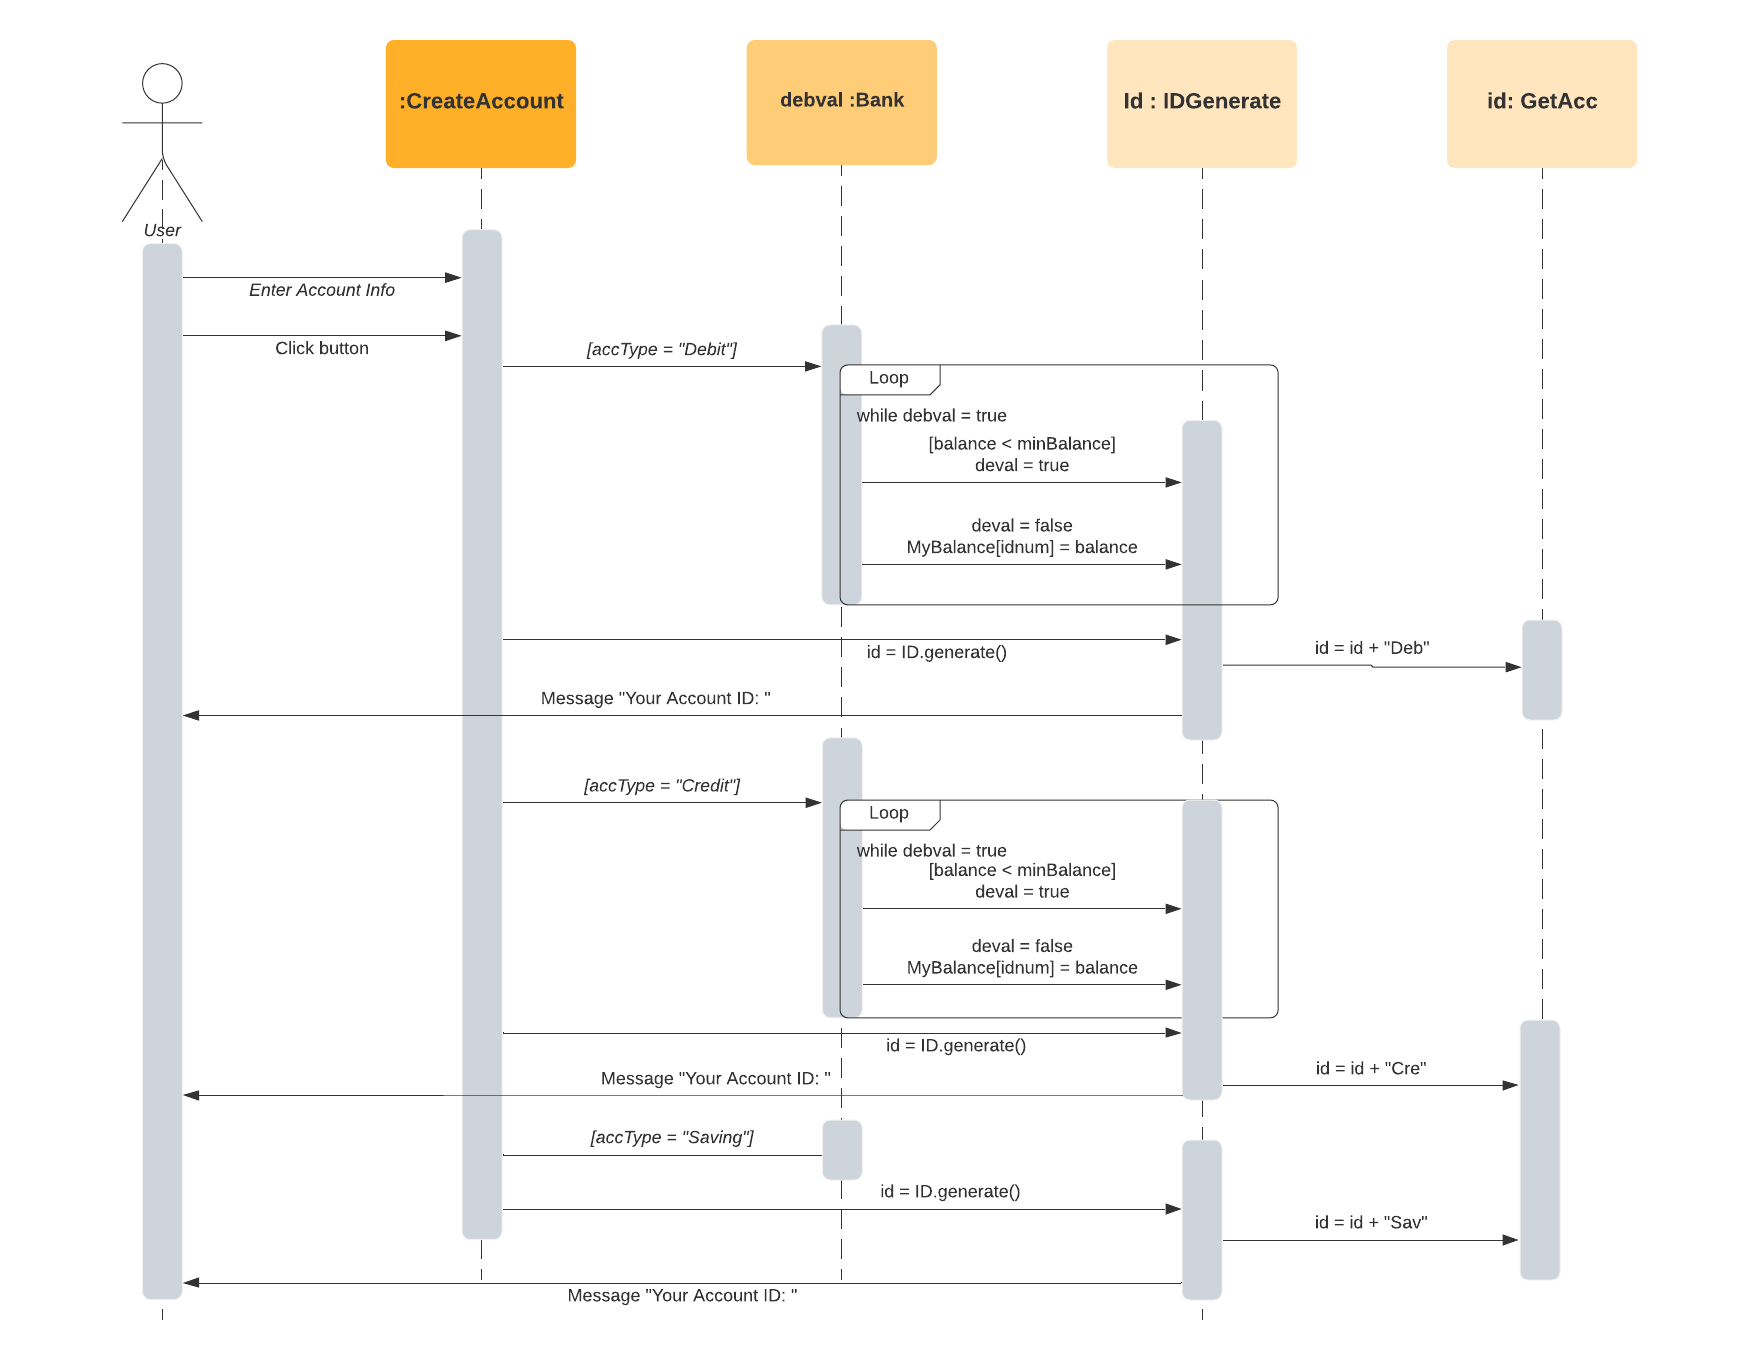 :CreateAccount
debval :Bank
Id : IDGenerate
id: GetAcc
User
Enter Account Info
Click button
[accType = "Debit"]
Loop
while debval = true
[balance < minBalance]
deval = true
deval = false
MyBalance[idnum] = balance
id = ID.generate()
id = id + "Deb"
Message "Your Account ID: "
[accType = "Credit"]
Loop
while debval = true
[balance < minBalance]
deval = true
deval = false
MyBalance[idnum] = balance
id = ID.generate()
id = id + "Cre"
Message "Your Account ID: "
[accType = "Saving"]
id = ID.generate()
id = id + "Sav"
Message "Your Account ID: "